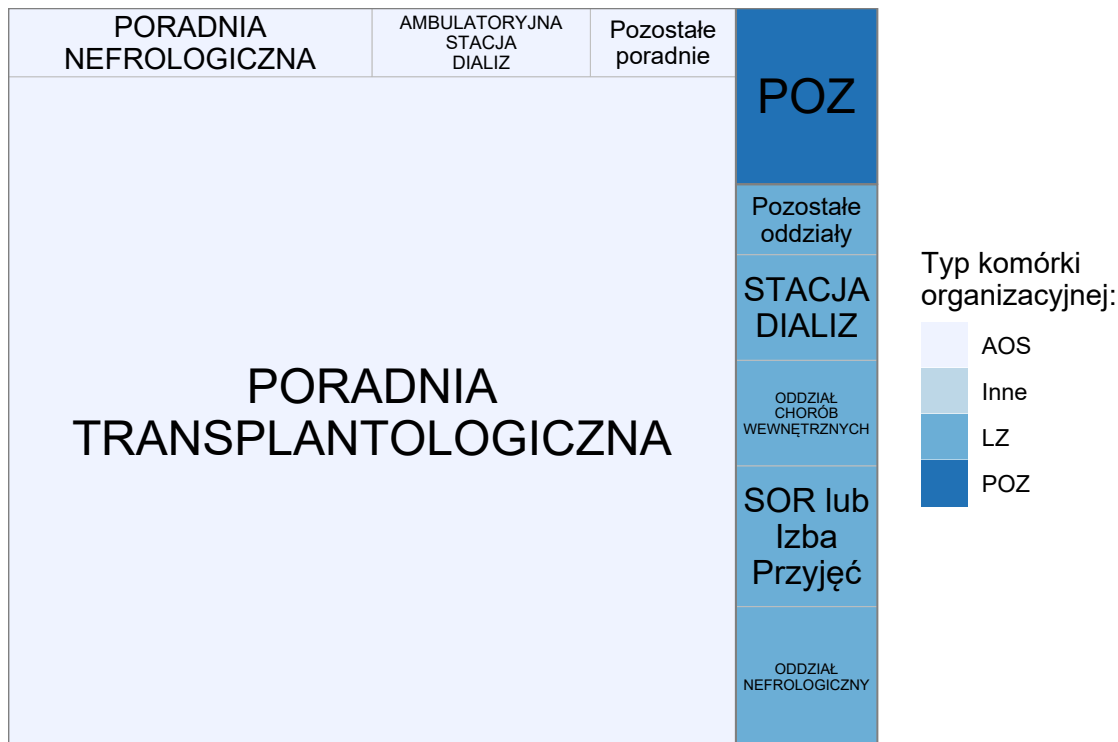 PORADNIA
NEFROLOGICZNA
AMBULATORYJNA
STACJA
DIALIZ
Pozostałe
poradnie
POZ
Pozostałe
oddziały
STACJA
DIALIZ
PORADNIA
TRANSPLANTOLOGICZNA
ODDZIAŁ
CHORÓB
WEWNĘTRZNYCH
SOR lub
Izba
Przyjęć
ODDZIAŁ
NEFROLOGICZNY
Typ komórki
organizacyjnej:
AOS
Inne
LZ
POZ